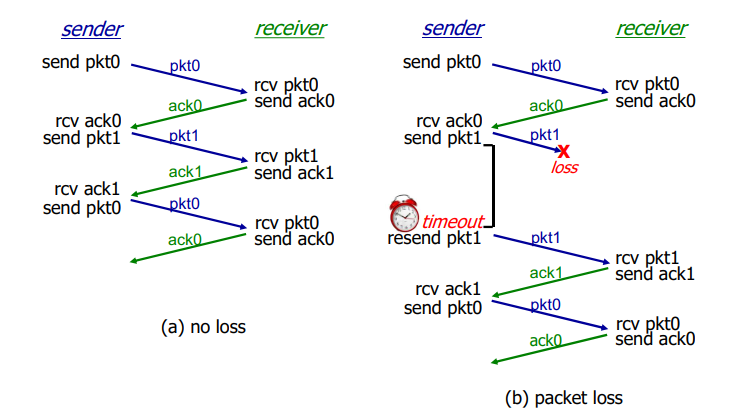 sender
receiver
send pkt0
pkt0
rcv pkt0
send ack0
ack0
rcv ack0
send pkt1
pkt1
rcv pkt1
send ack1
ack1
rcv ack1
send pkt0
pkt0
rcv pkt0
send ack0
ack0
(a) no loss
sender
receiver
send pkt0
pkt0
rcv pkt0
send ack0
ack0
rcv ack0
send pkt1
pkt1
X
loss
timeout
resend pkt1
pkt1
rcv pkt1
send ack1
ack1
rcv ack1
send pkt0
pkt0
rcv pkt0
send ack0
ack0
(b) packet loss